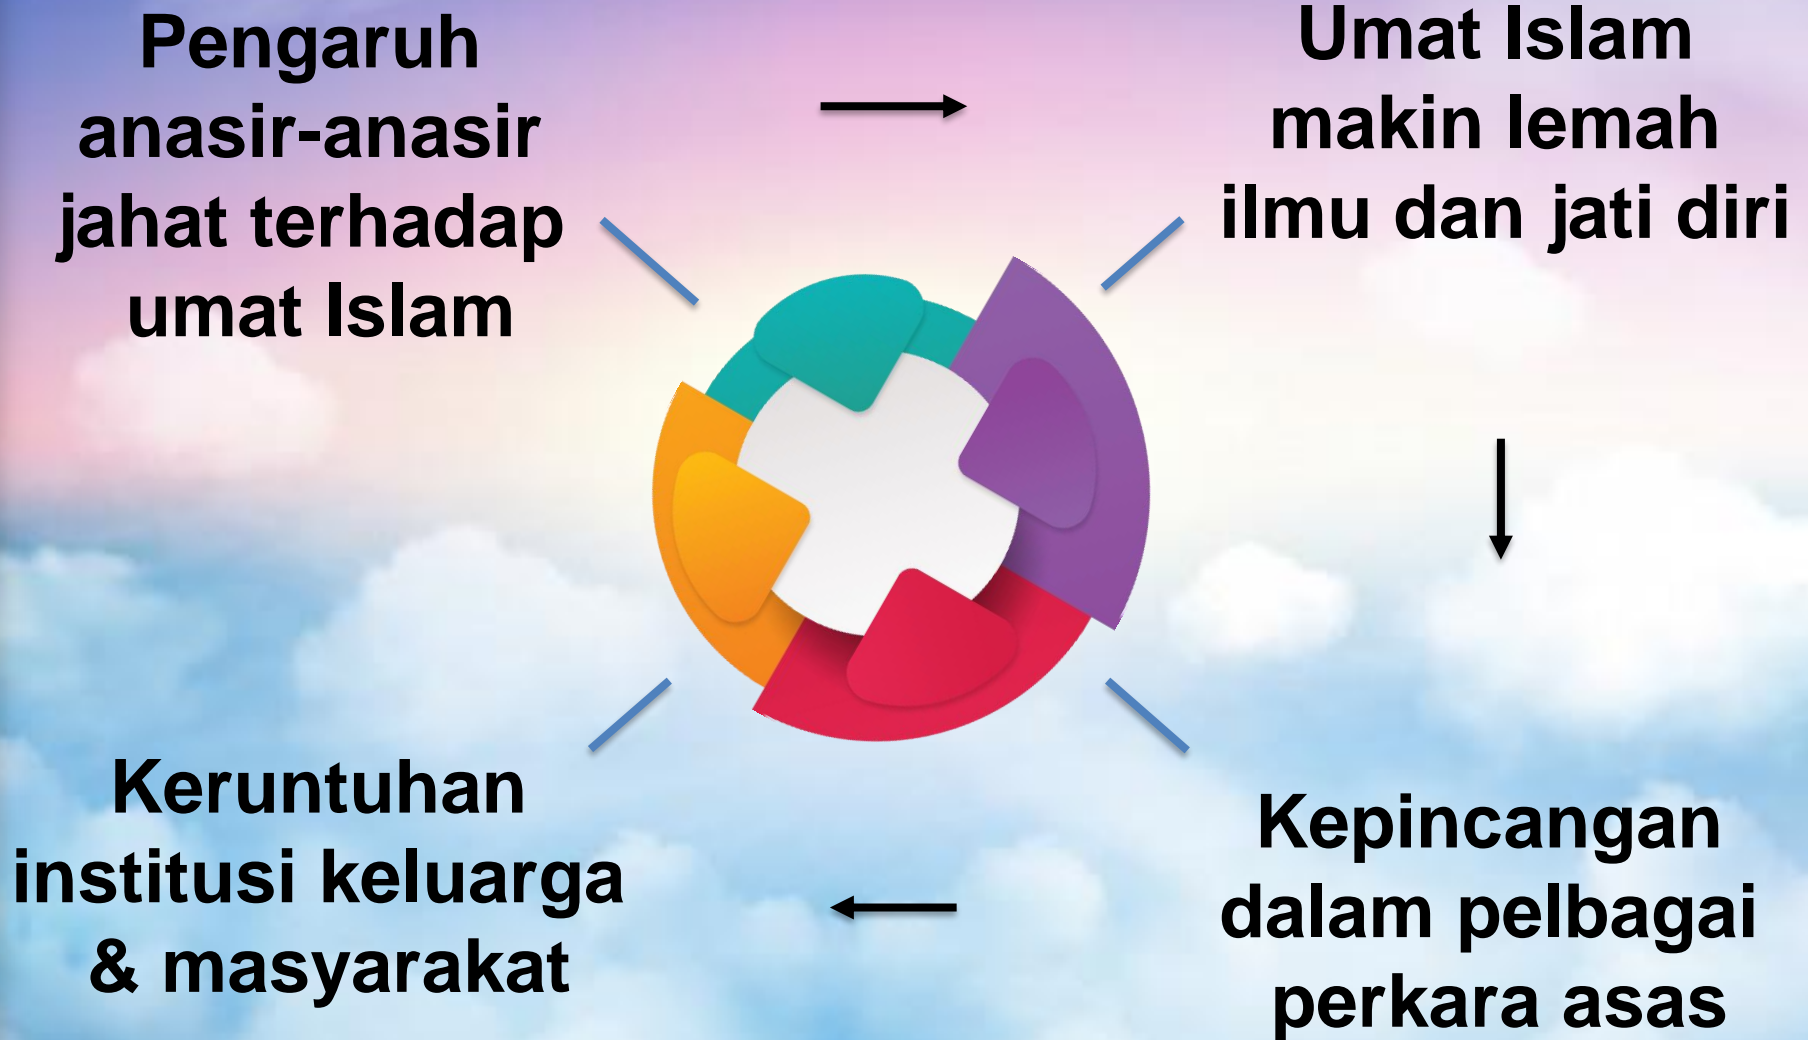 Pengaruh
anasir-anasir
jahat terhadap
umat Islam
Umat Islam
makin lemah
ilmu dan jati diri
Kepincangan
dalam pelbagai
perkara asas
Keruntuhan
institusi keluarga
& masyarakat